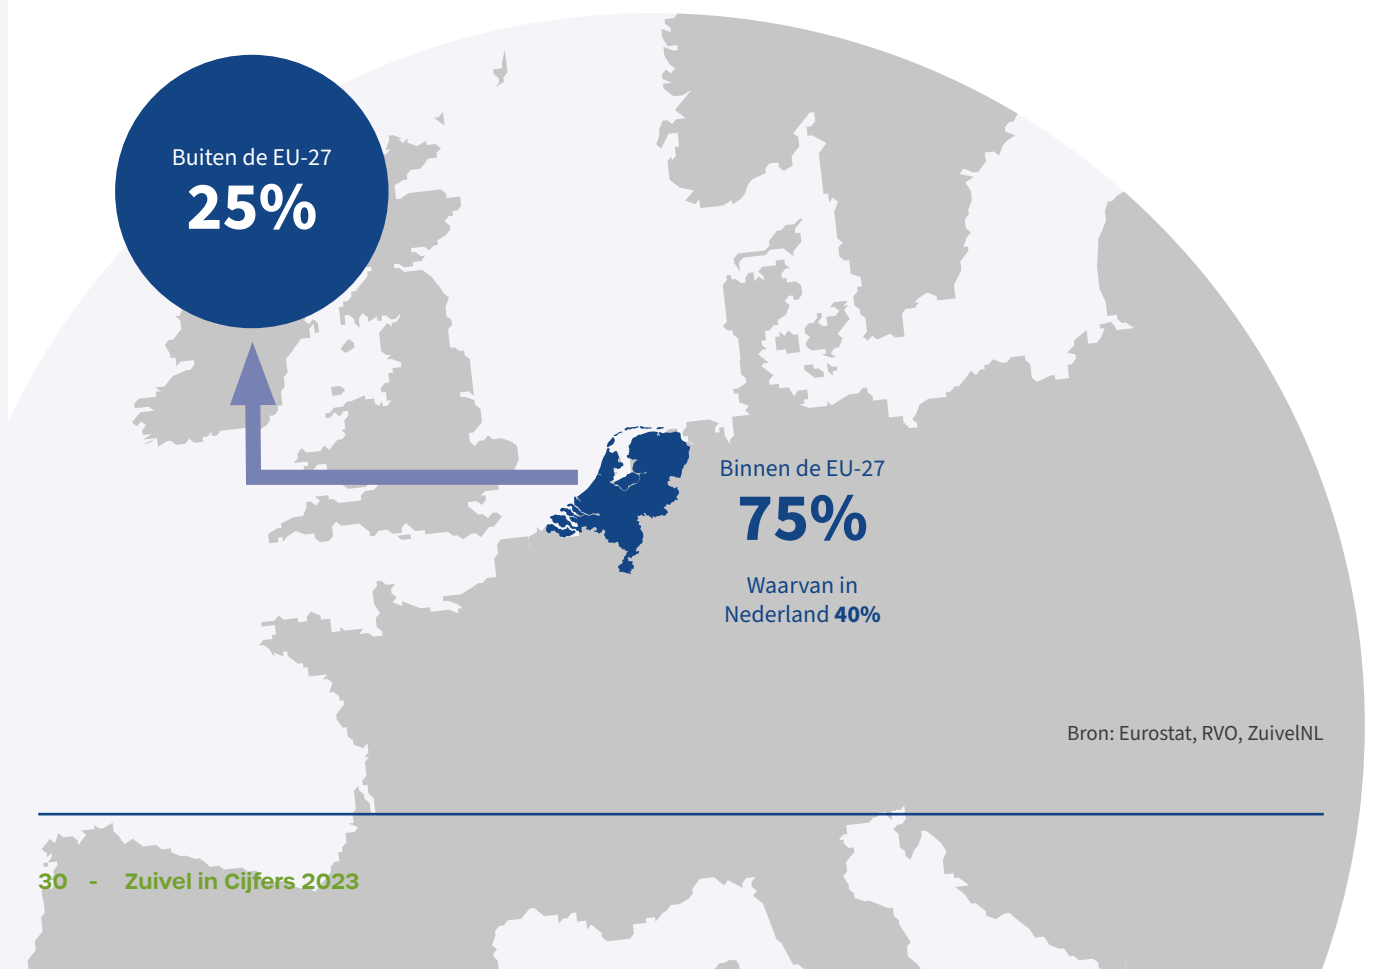 Buiten de EU-27
25%
Binnen de EU-27
75%
Waarvan in
Nederland 40%
Bron: Eurostat, RVO, ZuivelNL
30 - Zuivel in Cijfers 2023